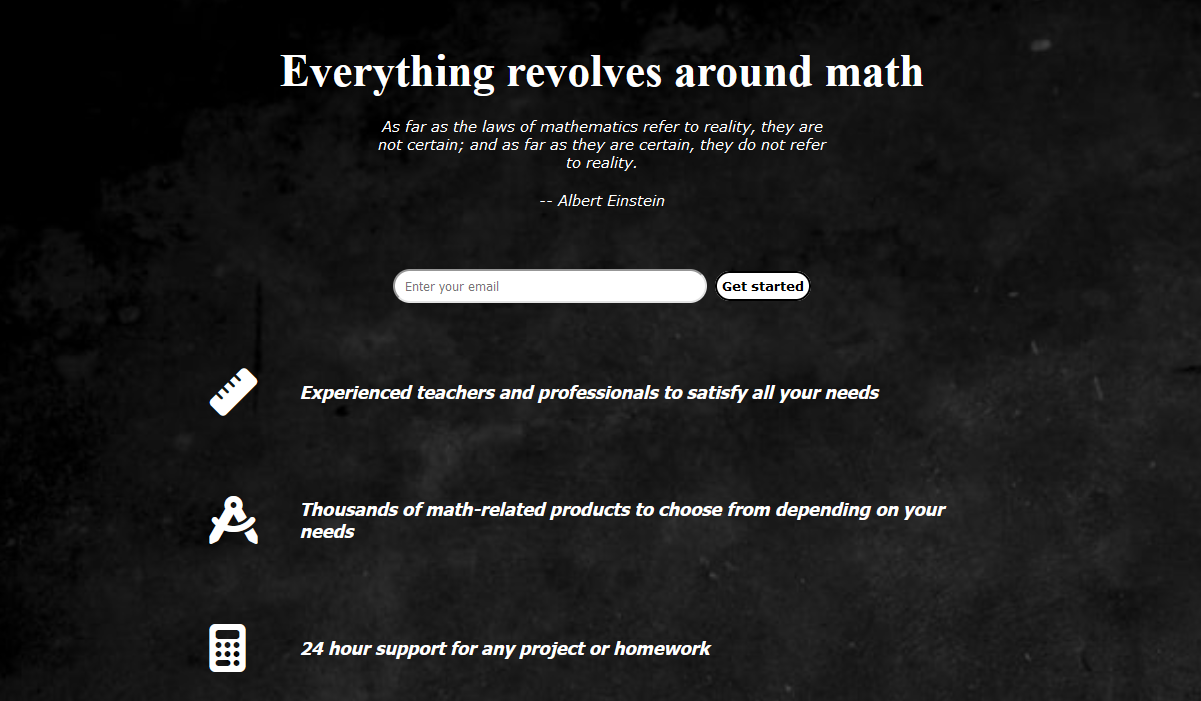 Everything revolves around math
As far as the laws of mathematics refer to reality, they are
not certain; and as far as they are certain, they do not refer
to reality.
-- Albert Einstein
Enter your email
Get started
Experienced teachers and professionals to satisfy all your needs
Thousands of math-related products to choose from depending on your
needs
24 hour support for any project or homework